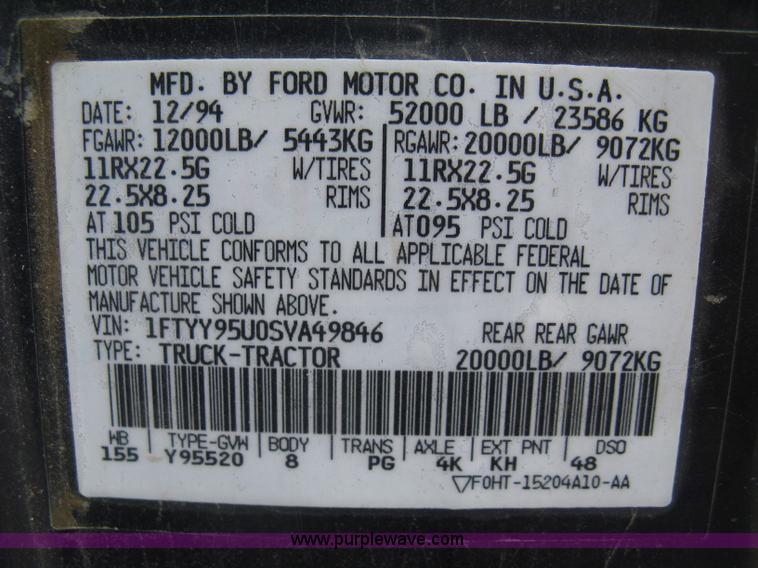 MFD. BY FORD MOTOR CO. IN U.S.A.
DATE: 12/94 GVWR: 52000 LB / 23586 KG
FGAWR: 12000LB/ 5443KG RGAWR: 20000LB/ 9072KG
11RX22.5G W/TIRES 11RX22.5G W/TIRES
22.5X8.25 RIMS 22.5X8.25 RIMS
AT 105 PSI COLD AT 095 PSI COLD
THIS VEHICLE CONFORMS TO ALL APPLICABLE FEDERAL
MOTOR VEHICLE SAFETY STANDARDS IN EFFECT ON THE DATE OF
MANUFACTURE SHOWN ABOVE.
VIN: 1FTYY95U0SVA49846 REAR REAR GAWR
TYPE: TRUCK-TRACTOR 20000LB/ 9072KG
WB TYPE-GVW BODY TRANS AXLE EXT PNT DSO
155 Y95520 8 PG 4K KH 48
▽F0HT-15204A10-AA
www.purplewave.com